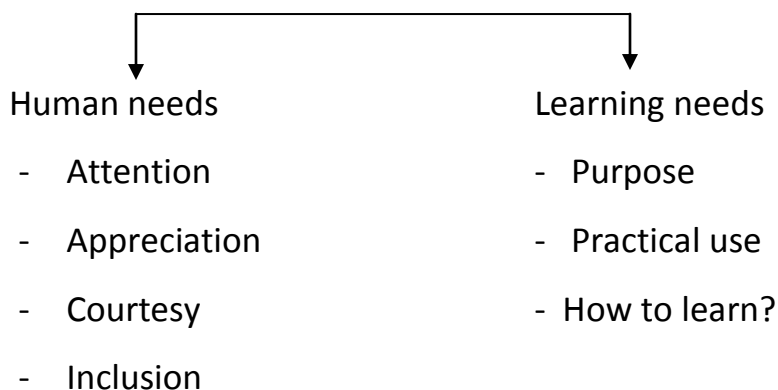 Human needs
- Attention
- Appreciation
- Courtesy
- Inclusion
Learning needs
- Purpose
- Practical use
- How to learn?